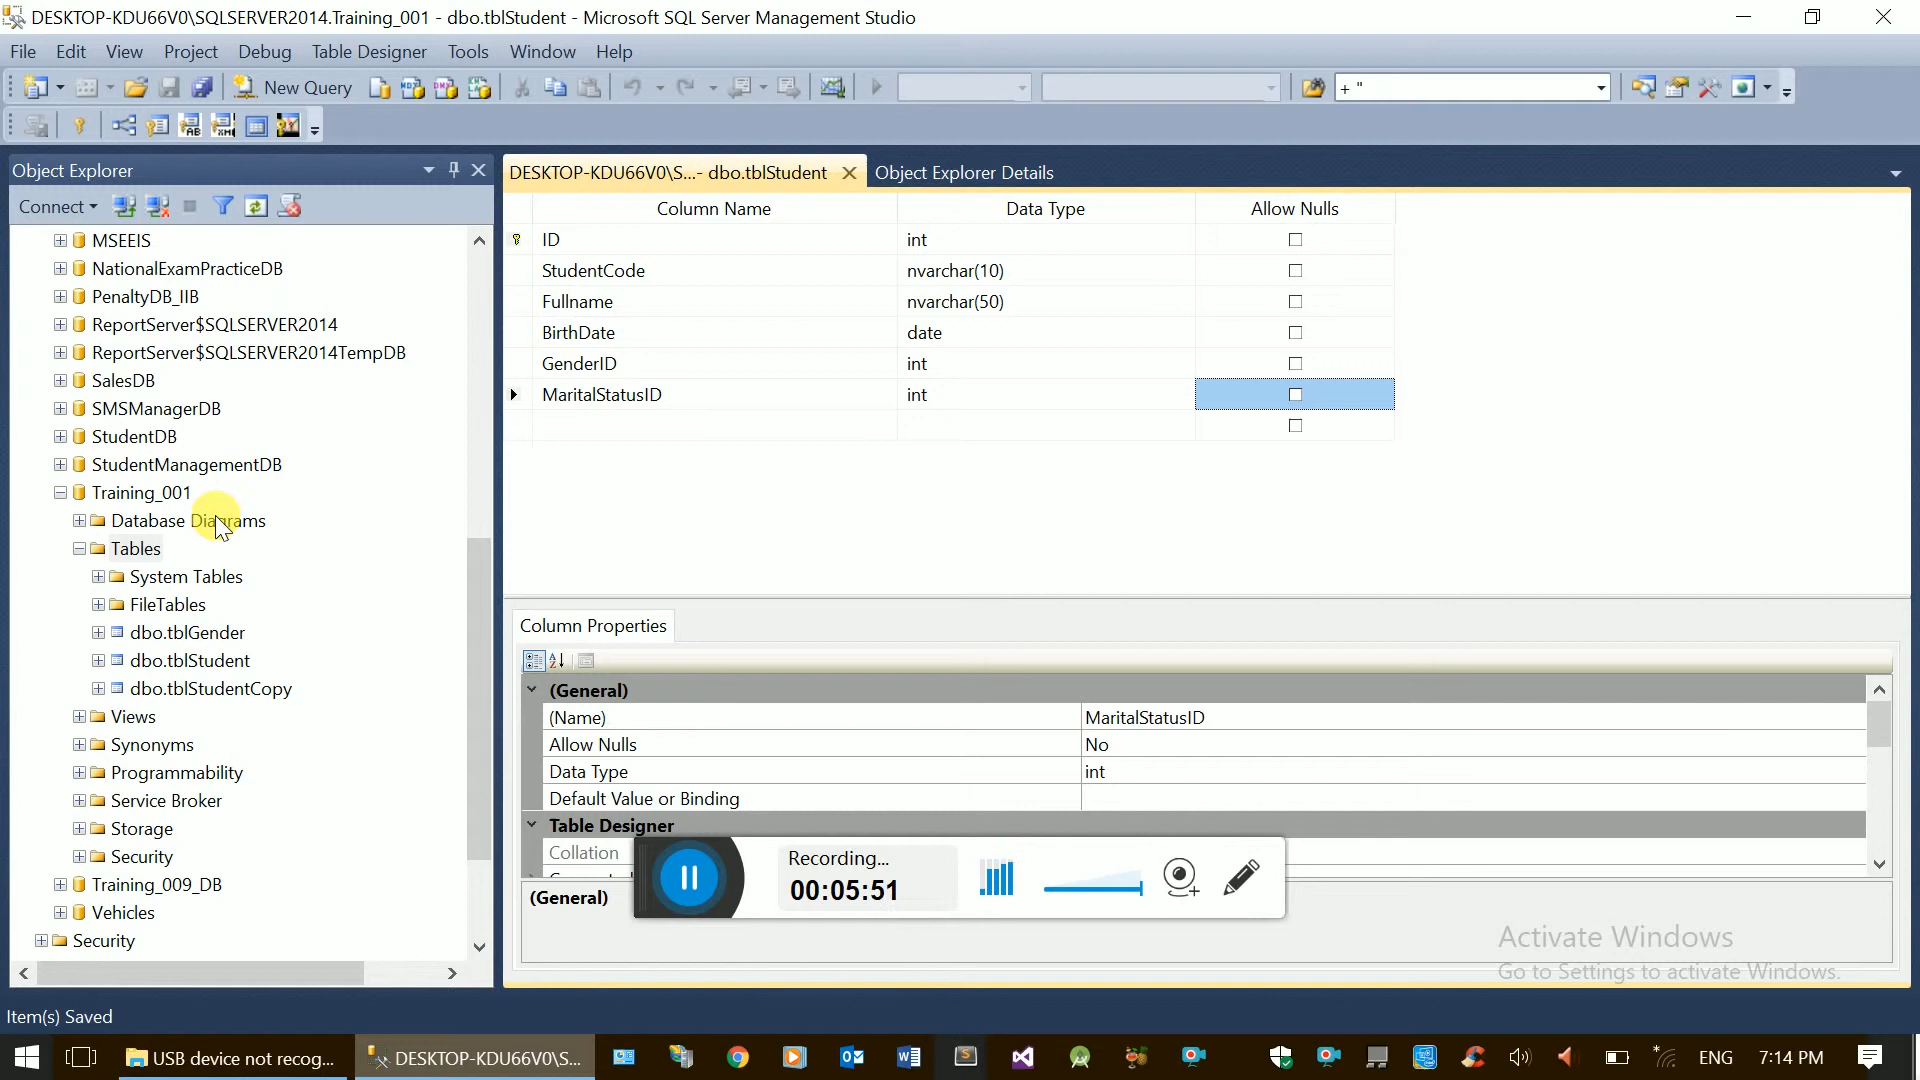 DESKTOP-KDU66V0\SQLSERVER2014.Training_001 - dbo.tblStudent - Microsoft SQL Server Management Studio
File Edit View Project Debug Table Designer Tools Window Help
New Query
+ "
Object Explorer
Connect
MSEEIS
NationalExamPracticeDB
PenaltyDB_IIB
ReportServer$SQLSERVER2014
ReportServer$SQLSERVER2014TempDB
SalesDB
SMSManagerDB
StudentDB
StudentManagementDB
Training_001
Database Diagrams
Tables
System Tables
FileTables
dbo.tblGender
dbo.tblStudent
dbo.tblStudentCopy
Views
Synonyms
Programmability
Service Broker
Storage
Security
Training_009_DB
Vehicles
Security
DESKTOP-KDU66V0\S...- dbo.tblStudent Object Explorer Details
Column Name Data Type Allow Nulls
ID int
StudentCode nvarchar(10)
Fullname nvarchar(50)
BirthDate date
GenderID int
MaritalStatusID int
Column Properties
(General)
(Name) MaritalStatusID
Allow Nulls No
Data Type int
Default Value or Binding
Table Designer
Collation
(General)
Recording...
00:05:51
Activate Windows
Go to Settings to activate Windows.
Item(s) Saved
USB device not recog... DESKTOP-KDU66V0\S... ENG 7:14 PM